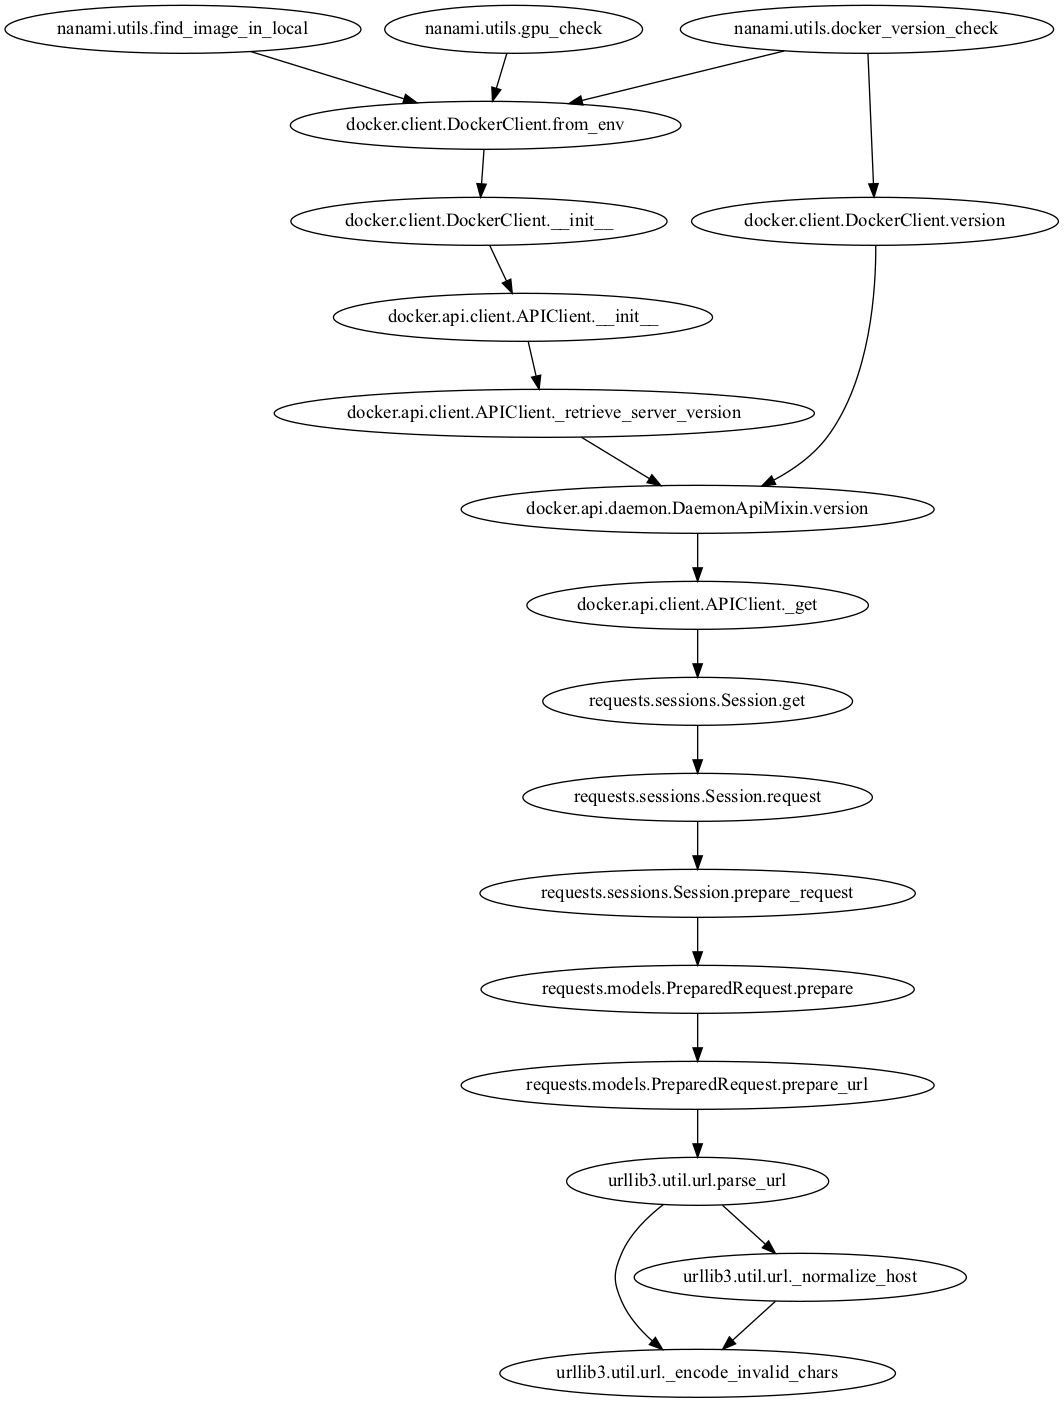 nanami.utils.find_image_in_local
nanami.utils.gpu_check
nanami.utils.docker_version_check
docker.client.DockerClient.from_env
docker.client.DockerClient.__init__
docker.client.DockerClient.version
docker.api.client.APIClient.__init__
docker.api.client.APIClient._retrieve_server_version
docker.api.daemon.DaemonApiMixin.version
docker.api.client.APIClient._get
requests.sessions.Session.get
requests.sessions.Session.request
requests.sessions.Session.prepare_request
requests.models.PreparedRequest.prepare
requests.models.PreparedRequest.prepare_url
urllib3.util.url.parse_url
urllib3.util.url._normalize_host
urllib3.util.url._encode_invalid_chars